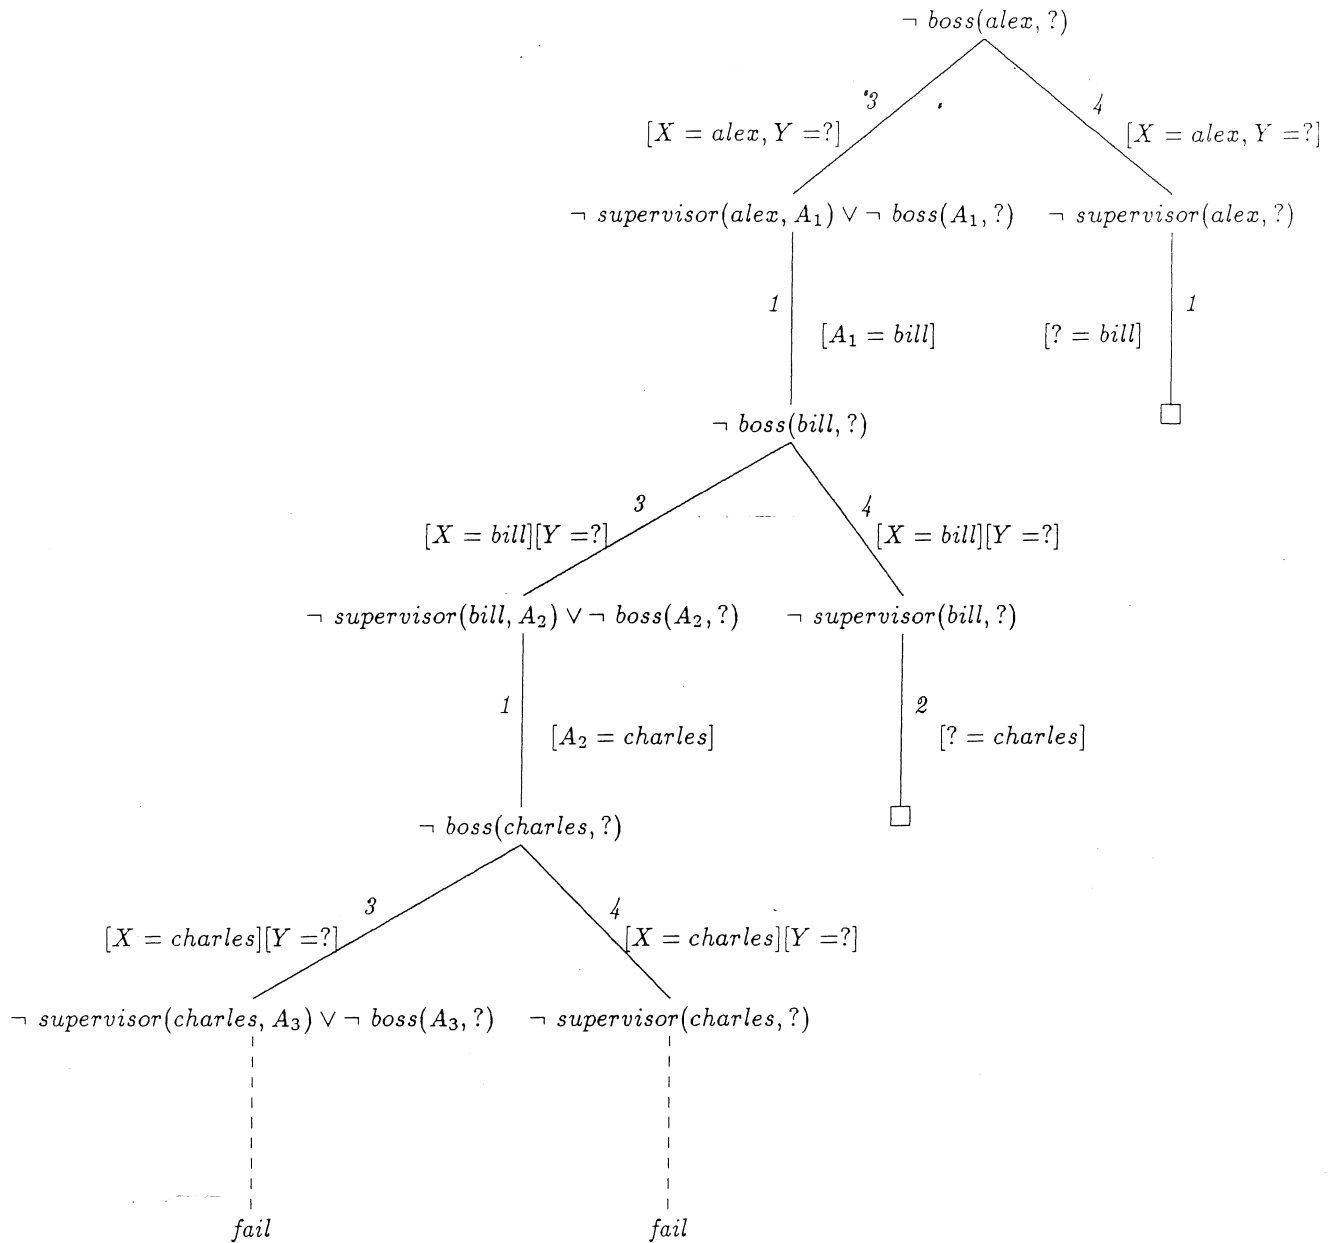 ¬ boss(alex, ?)
3 4
[X = alex, Y =?] [X = alex, Y =?]
¬ supervisor(alex, A₁) ∨ ¬ boss(A₁, ?) ¬ supervisor(alex, ?)
1 1
[A₁ = bill] [? = bill]
¬ boss(bill, ?)
3 4
[X = bill][Y =?] [X = bill][Y =?]
¬ supervisor(bill, A₂) ∨ ¬ boss(A₂, ?) ¬ supervisor(bill, ?)
1 2
[A₂ = charles] [? = charles]
¬ boss(charles, ?)
3 4
[X = charles][Y =?] [X = charles][Y =?]
¬ supervisor(charles, A₃) ∨ ¬ boss(A₃, ?) ¬ supervisor(charles, ?)
fail fail